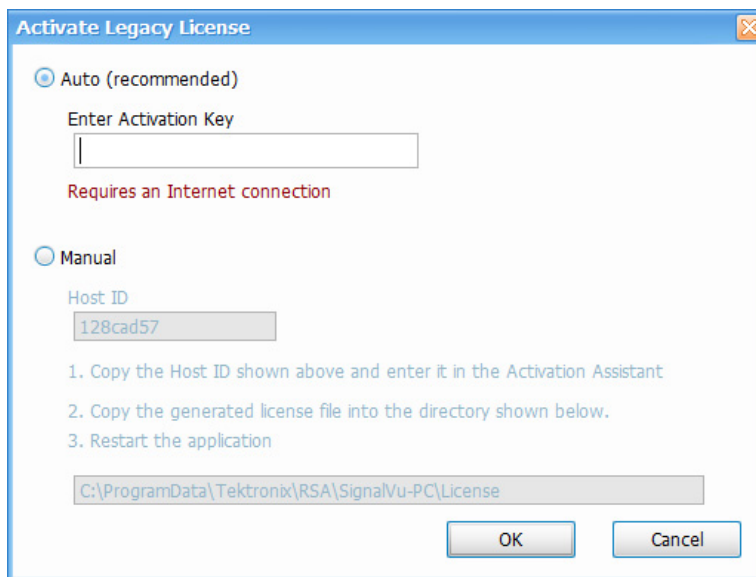 Activate Legacy License
Auto (recommended)
Enter Activation Key
Requires an Internet connection
Manual
Host ID
128cad57
1. Copy the Host ID shown above and enter it in the Activation Assistant
2. Copy the generated license file into the directory shown below.
3. Restart the application
C:\ProgramData\Tektronix\RSA\SignalVu-PC\License
OK
Cancel